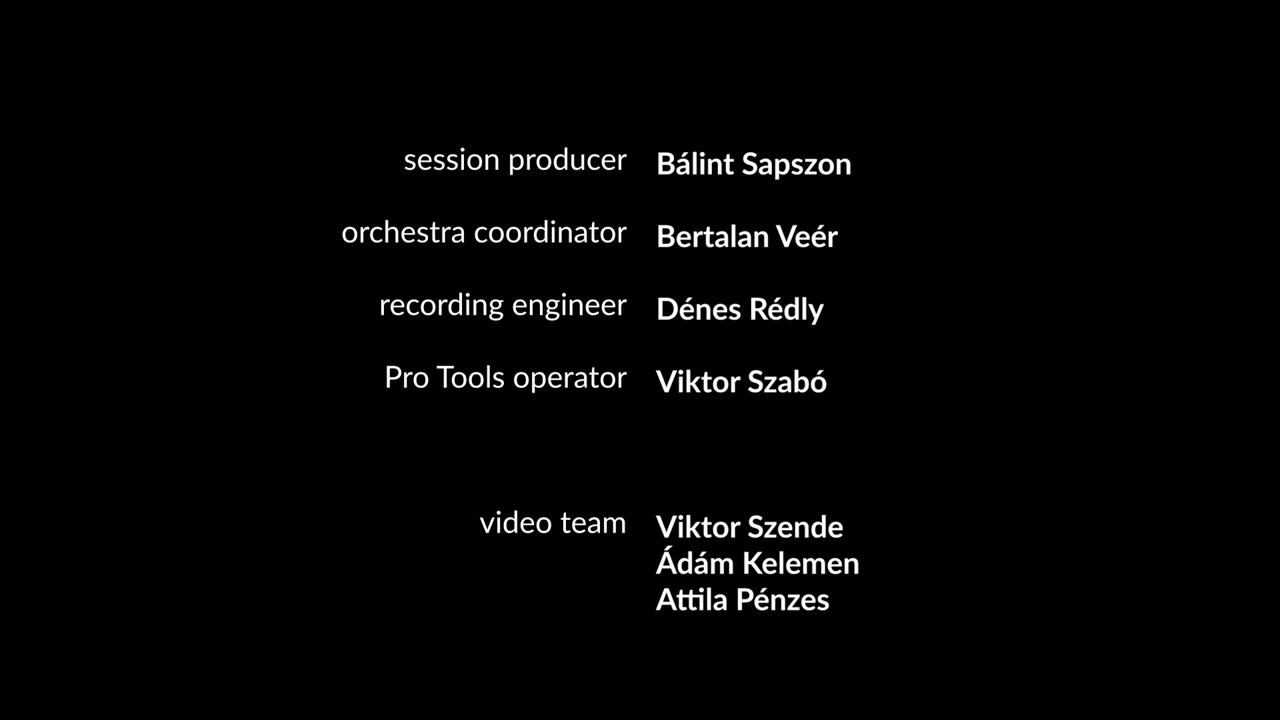 session producer Bálint Sapszon
orchestra coordinator Bertalan Veér
recording engineer Dénes Rédly
Pro Tools operator Viktor Szabó
video team Viktor Szende
Ádám Kelemen
Attila Pénzes